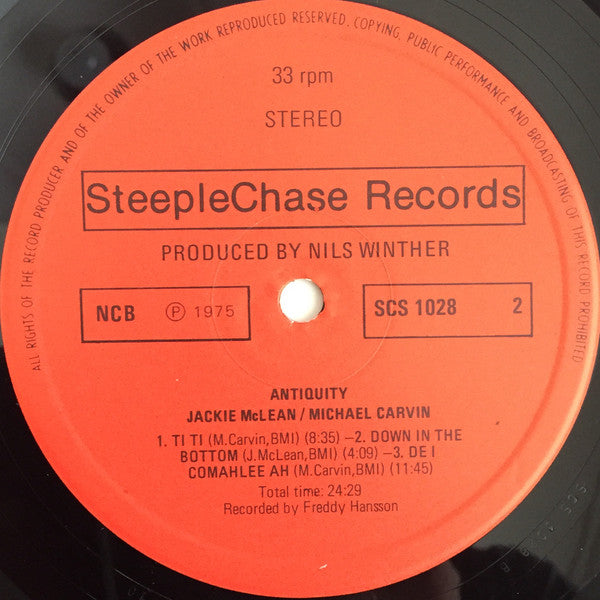 ALL RIGHTS OF THE RECORD PRODUCER AND OF THE OWNER OF THE WORK REPRODUCED RESERVED. COPYING, PUBLIC PERFORMANCE AND BROADCASTING OF THIS RECORD PROHIBITED
33 rpm
STEREO
SteepleChase Records
PRODUCED BY NILS WINTHER
NCB Ⓟ 1975 SCS 1028 2
ANTIQUITY
JACKIE McLEAN / MICHAEL CARVIN
1. TI TI (M.Carvin,BMI) (8:35) –2. DOWN IN THE
BOTTOM (J.McLean,BMI) (4:09) –3. DE I
COMAHLEE AH (M.Carvin,BMI) (11:45)
Total time: 24:29
Recorded by Freddy Hansson